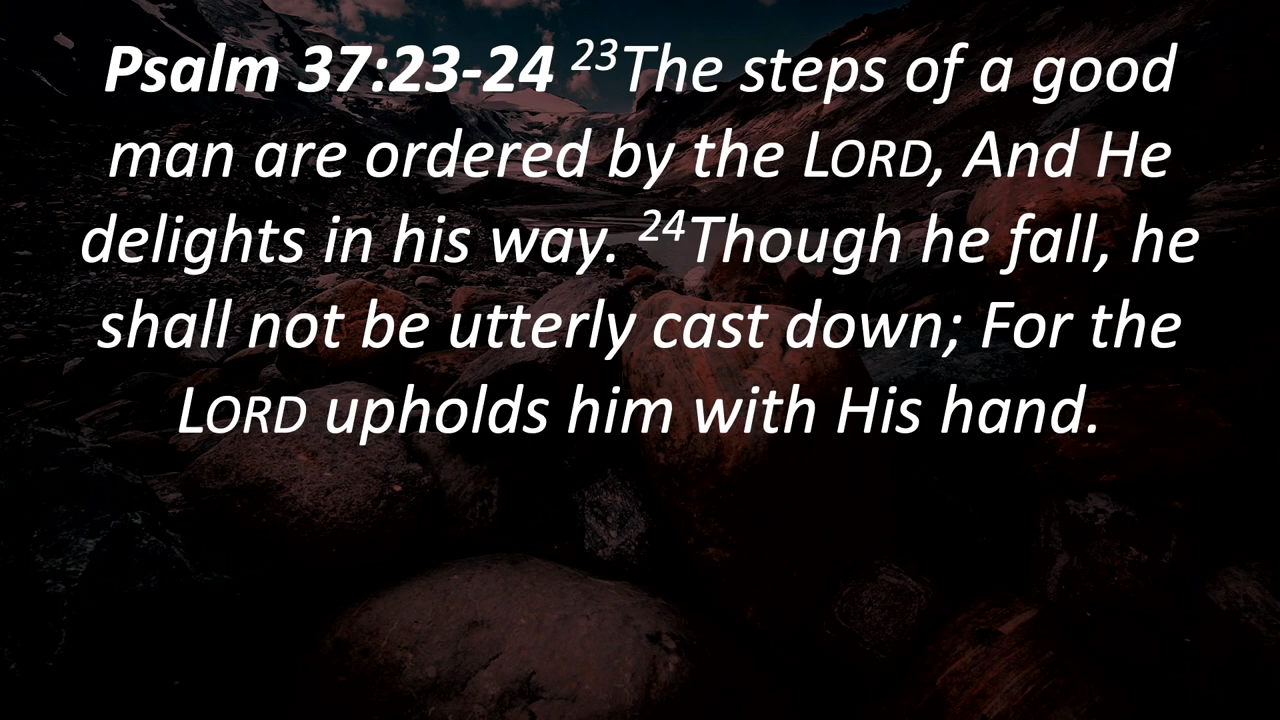 Psalm 37:23-24 23The steps of a good
man are ordered by the LORD, And He
delights in his way. 24Though he fall, he
shall not be utterly cast down; For the
LORD upholds him with His hand.